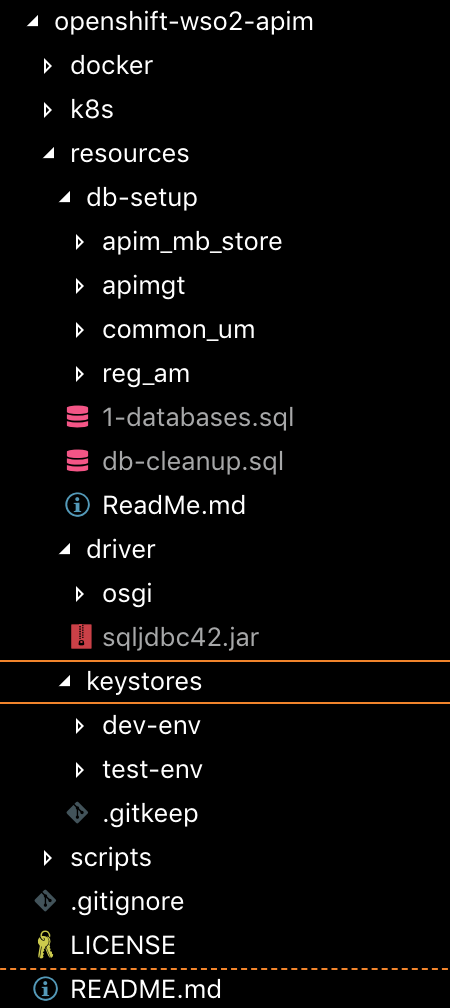 openshift-wso2-apim
docker
k8s
resources
db-setup
apim_mb_store
apimgt
common_um
reg_am
1-databases.sql
db-cleanup.sql
ReadMe.md
driver
osgi
sqljdbc42.jar
keystores
dev-env
test-env
.gitkeep
scripts
.gitignore
LICENSE
README.md